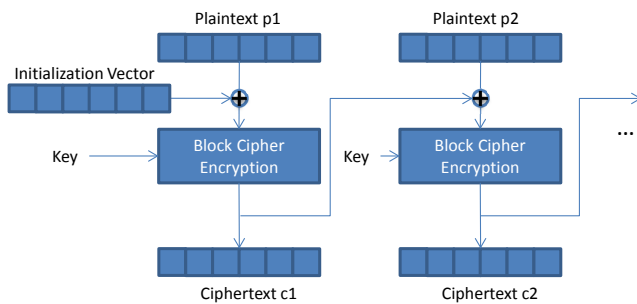 Plaintext p1
Plaintext p2
Initialization Vector
Key
Block Cipher
Encryption
Key
Block Cipher
Encryption
...
Ciphertext c1
Ciphertext c2